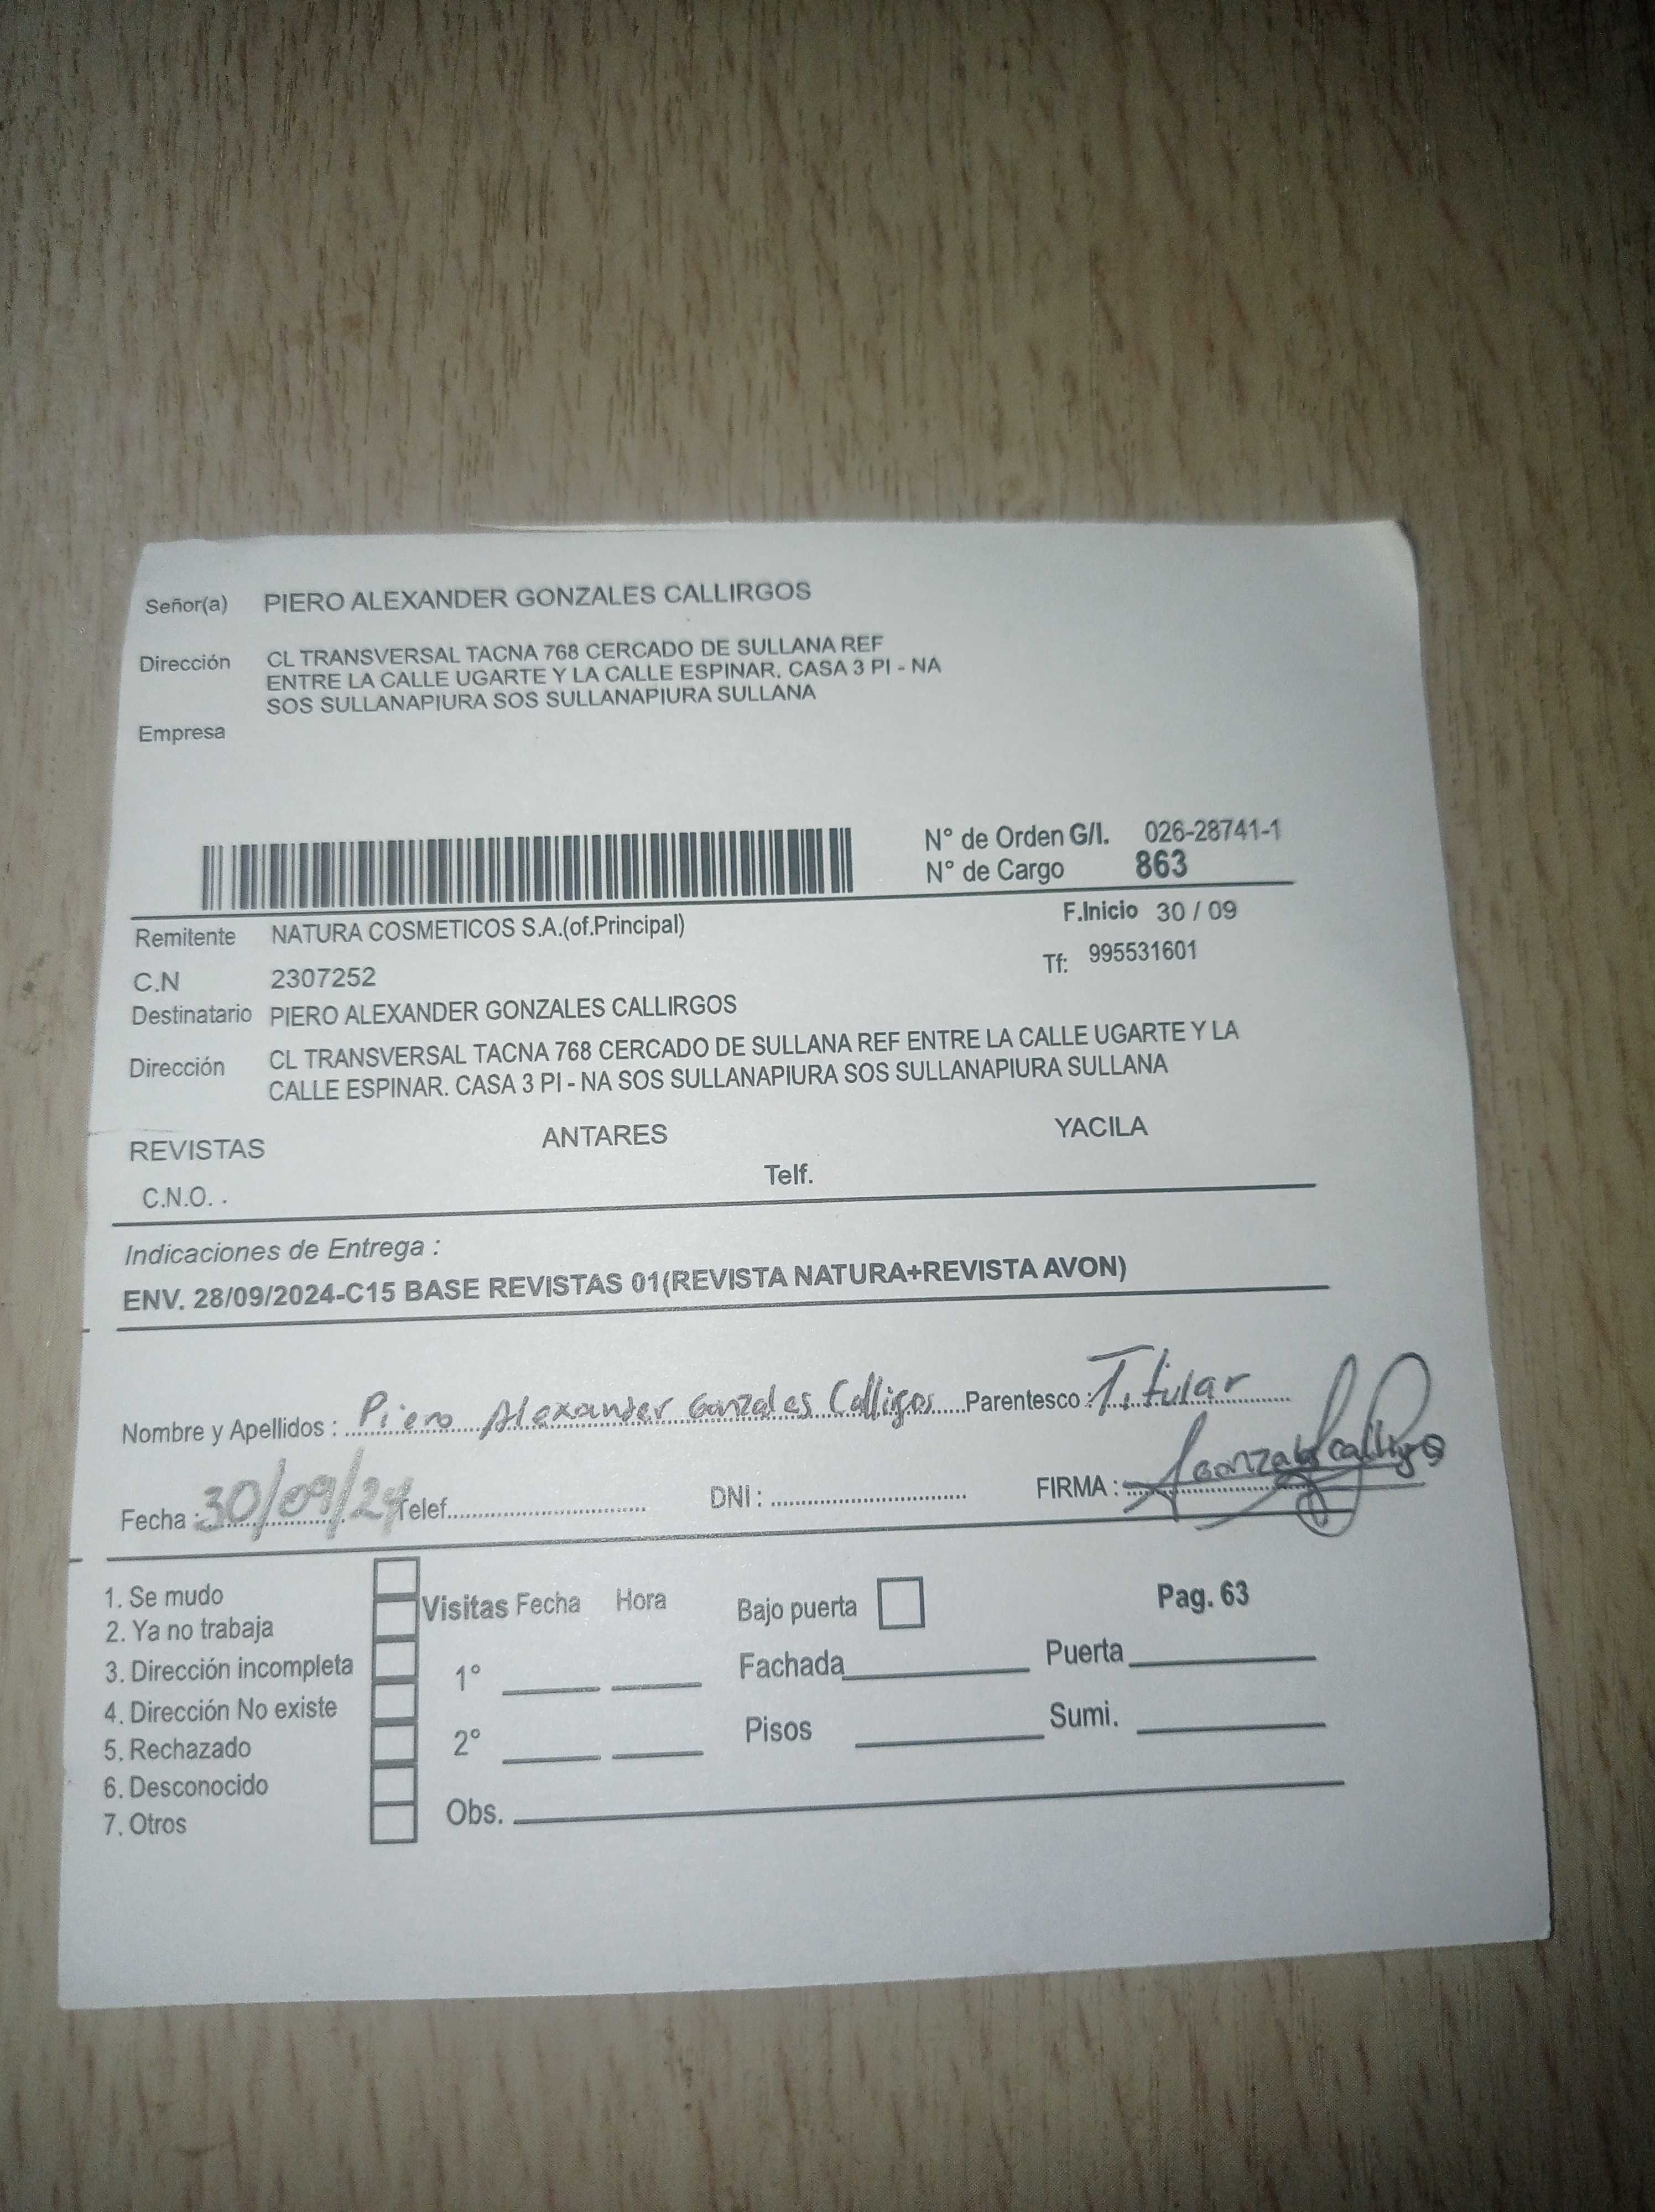 Señor(a) PIERO ALEXANDER GONZALES CALLIRGOS
Dirección CL TRANSVERSAL TACNA 768 CERCADO DE SULLANA REF
ENTRE LA CALLE UGARTE Y LA CALLE ESPINAR. CASA 3 PI - NA
SOS SULLANAPIURA SOS SULLANAPIURA SULLANA
Empresa
N° de Orden G/I. 026-28741-1
N° de Cargo 863
Remitente NATURA COSMETICOS S.A.(of.Principal) F.Inicio 30 / 09
C.N 2307252 Tf: 995531601
Destinatario PIERO ALEXANDER GONZALES CALLIRGOS
Dirección CL TRANSVERSAL TACNA 768 CERCADO DE SULLANA REF ENTRE LA CALLE UGARTE Y LA
CALLE ESPINAR. CASA 3 PI - NA SOS SULLANAPIURA SOS SULLANAPIURA SULLANA
REVISTAS ANTARES YACILA
C.N.O. . Telf.
Indicaciones de Entrega :
ENV. 28/09/2024-C15 BASE REVISTAS 01(REVISTA NATURA+REVISTA AVON)
Nombre y Apellidos : Piero Alexander Gonzales Calligos Parentesco : Titular
Fecha : 30/09/24 Telef. DNI : FIRMA :
1. Se mudo Visitas Fecha Hora Bajo puerta Pag. 63
2. Ya no trabaja
3. Dirección incompleta 1° Fachada Puerta
4. Dirección No existe
5. Rechazado 2° Pisos Sumi.
6. Desconocido
7. Otros Obs.